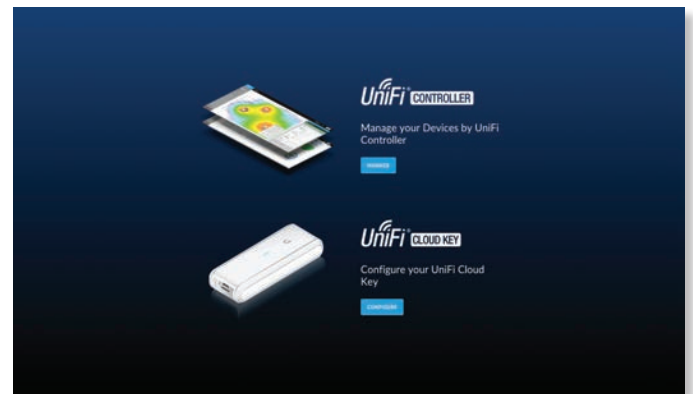 UniFi® CONTROLLER
Manage your Devices by UniFi
Controller
MANAGE
UniFi® CLOUD KEY
Configure your UniFi Cloud
Key
CONFIGURE